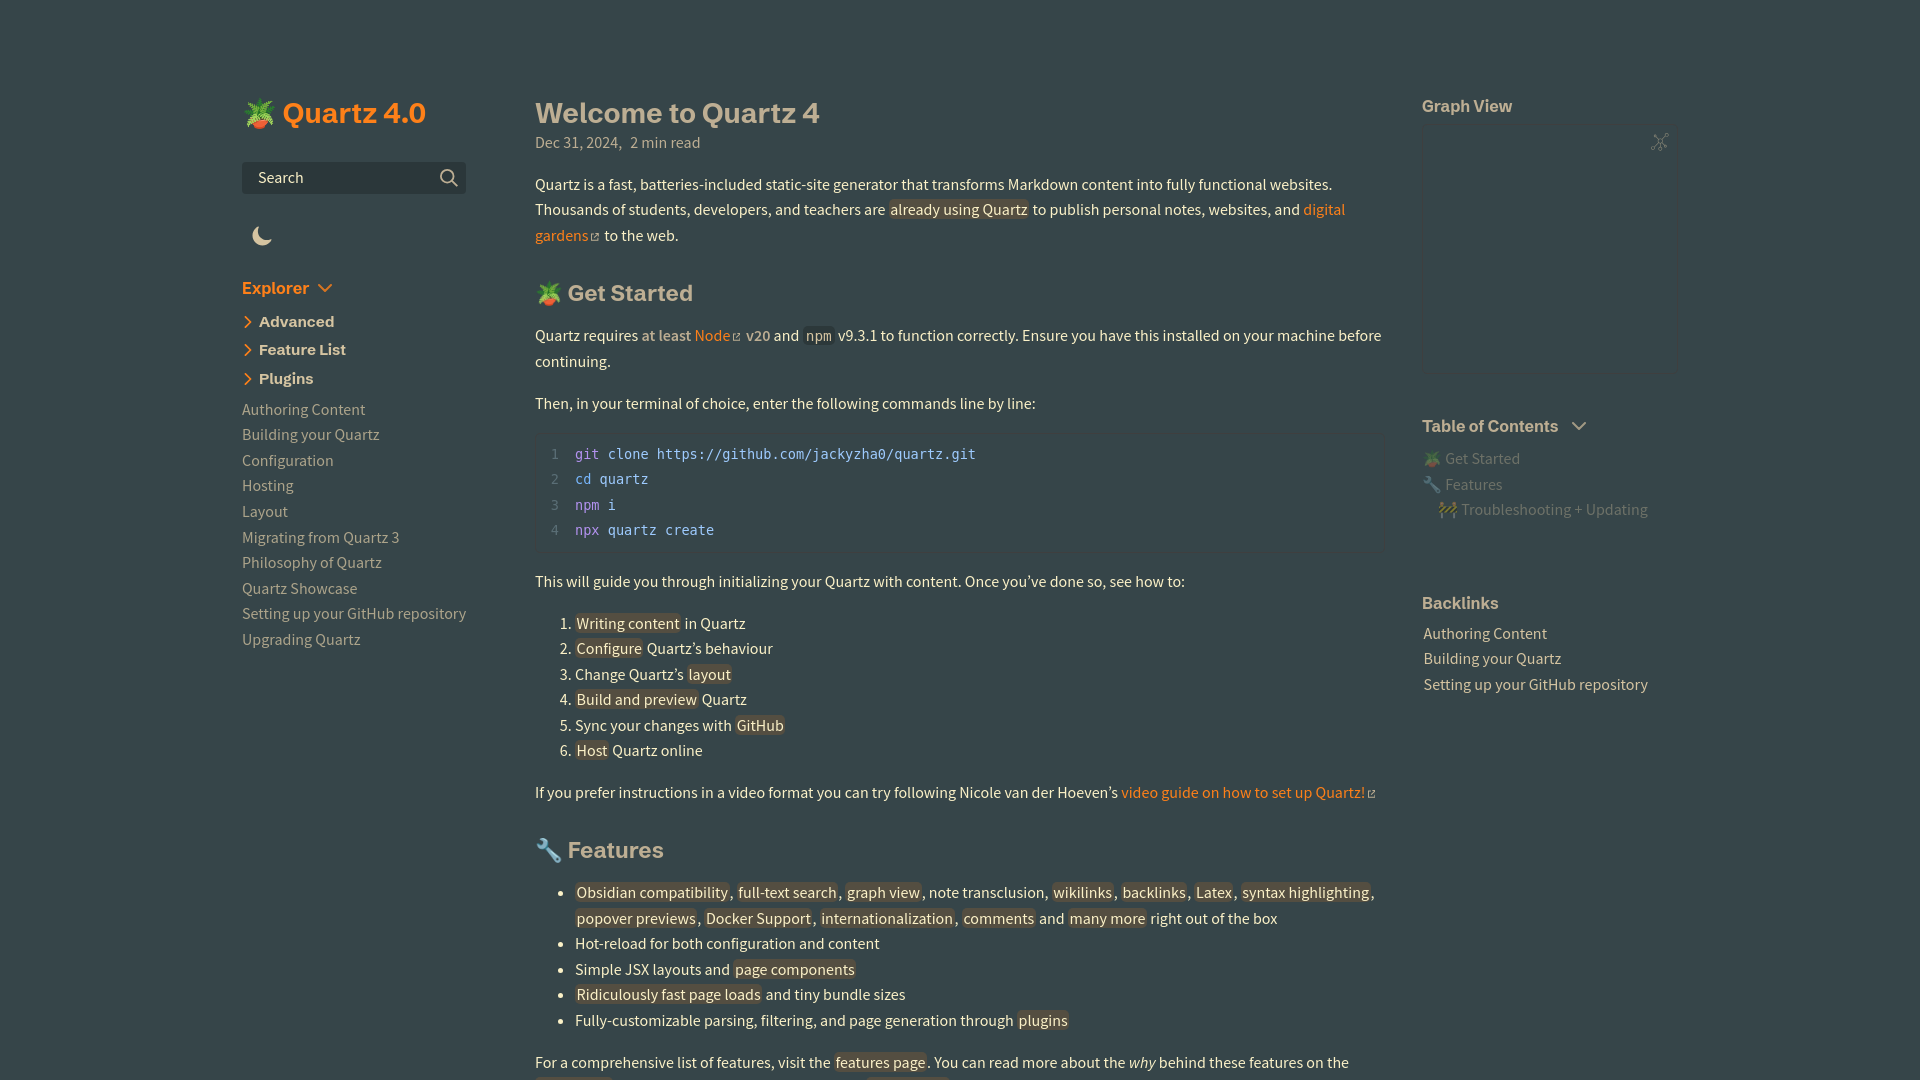 🪴 Quartz 4.0
Search
Explorer
Advanced
Feature List
Plugins
Authoring Content
Building your Quartz
Configuration
Hosting
Layout
Migrating from Quartz 3
Philosophy of Quartz
Quartz Showcase
Setting up your GitHub repository
Upgrading Quartz
Welcome to Quartz 4
Dec 31, 2024, 2 min read
Quartz is a fast, batteries-included static-site generator that transforms Markdown content into fully functional websites.
Thousands of students, developers, and teachers are already using Quartz to publish personal notes, websites, and digital
gardens to the web.
🪴 Get Started
Quartz requires at least Node v20 and npm v9.3.1 to function correctly. Ensure you have this installed on your machine before
continuing.
Then, in your terminal of choice, enter the following commands line by line:
1 git clone https://github.com/jackyzha0/quartz.git
2 cd quartz
3 npm i
4 npx quartz create
This will guide you through initializing your Quartz with content. Once you’ve done so, see how to:
1. Writing content in Quartz
2. Configure Quartz’s behaviour
3. Change Quartz’s layout
4. Build and preview Quartz
5. Sync your changes with GitHub
6. Host Quartz online
If you prefer instructions in a video format you can try following Nicole van der Hoeven’s video guide on how to set up Quartz!
🔧 Features
• Obsidian compatibility, full-text search, graph view, note transclusion, wikilinks, backlinks, Latex, syntax highlighting,
popover previews, Docker Support, internationalization, comments and many more right out of the box
• Hot-reload for both configuration and content
• Simple JSX layouts and page components
• Ridiculously fast page loads and tiny bundle sizes
• Fully-customizable parsing, filtering, and page generation through plugins
For a comprehensive list of features, visit the features page. You can read more about the why behind these features on the
Graph View
Table of Contents
🪴 Get Started
🔧 Features
🚧 Troubleshooting + Updating
Backlinks
Authoring Content
Building your Quartz
Setting up your GitHub repository